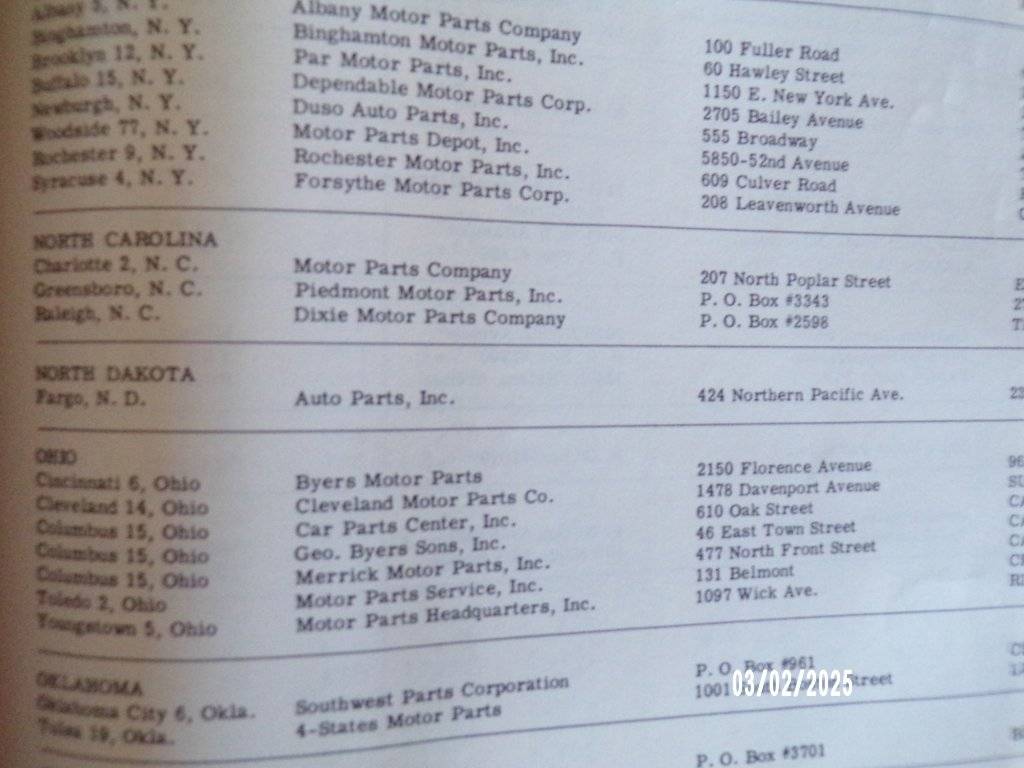 Albany 5, N. Y. Albany Motor Parts Company 100 Fuller Road
Binghamton, N. Y. Binghamton Motor Parts, Inc. 60 Hawley Street
Brooklyn 12, N. Y. Par Motor Parts, Inc. 1150 E. New York Ave.
Buffalo 15, N. Y. Dependable Motor Parts Corp. 2705 Bailey Avenue
Newburgh, N. Y. Duso Auto Parts, Inc. 555 Broadway
Woodside 77, N. Y. Motor Parts Depot, Inc. 5850-52nd Avenue
Rochester 9, N. Y. Rochester Motor Parts, Inc. 609 Culver Road
Syracuse 4, N. Y. Forsythe Motor Parts Corp. 208 Leavenworth Avenue
NORTH CAROLINA
Charlotte 2, N. C. Motor Parts Company 207 North Poplar Street
Greensboro, N. C. Piedmont Motor Parts, Inc. P. O. Box #3343
Raleigh, N. C. Dixie Motor Parts Company P. O. Box #2598
NORTH DAKOTA
Fargo, N. D. Auto Parts, Inc. 424 Northern Pacific Ave. 23
OHIO
Cincinnati 6, Ohio Byers Motor Parts 2150 Florence Avenue 96
Cleveland 14, Ohio Cleveland Motor Parts Co. 1478 Davenport Avenue SU
Columbus 15, Ohio Car Parts Center, Inc. 610 Oak Street CA
Columbus 15, Ohio Geo. Byers Sons, Inc. 46 East Town Street CA
Columbus 15, Ohio Merrick Motor Parts, Inc. 477 North Front Street CA
Toledo 2, Ohio Motor Parts Service, Inc. 131 Belmont
Youngstown 5, Ohio Motor Parts Headquarters, Inc. 1097 Wick Ave.
OKLAHOMA
Oklahoma City 6, Okla. Southwest Parts Corporation P. O. Box #961
Tulsa 19, Okla. 4-States Motor Parts 1001 Street
P. O. Box #3701
03/02/2025